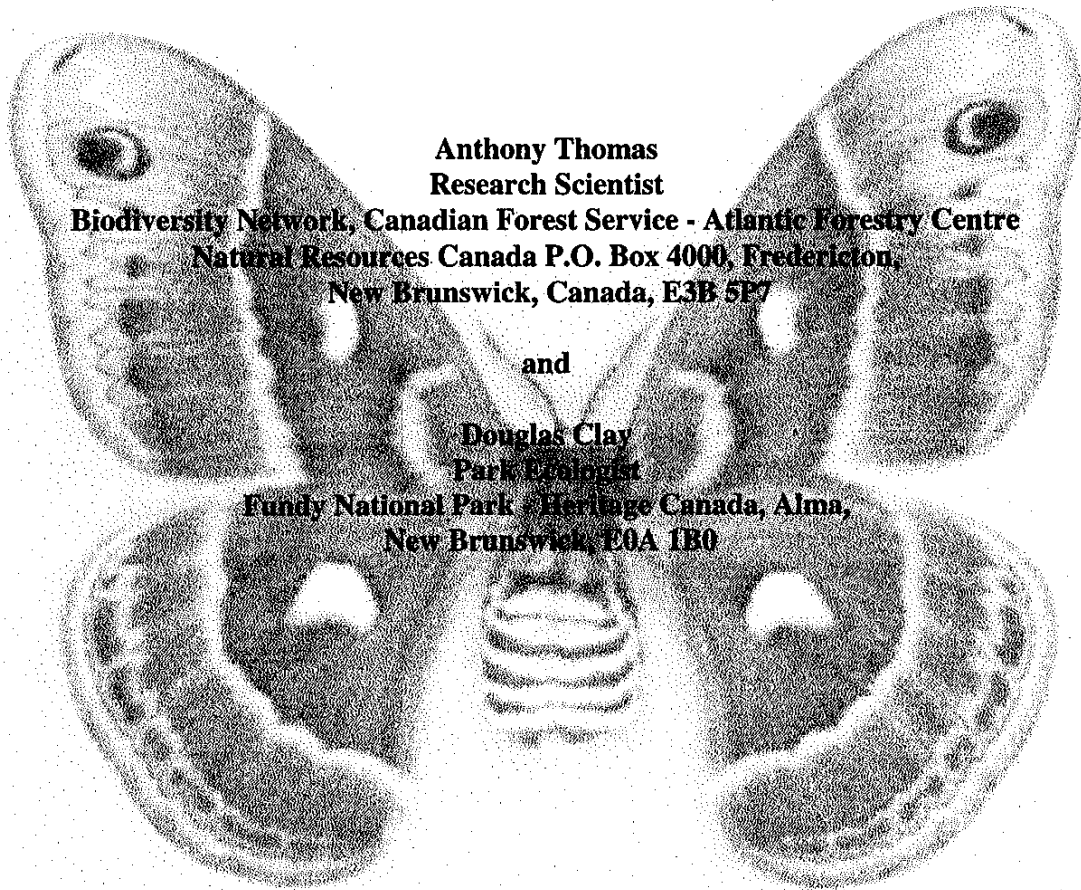 Anthony Thomas
Research Scientist
Biodiversity Network, Canadian Forest Service - Atlantic Forestry Centre
Natural Resources Canada P.O. Box 4000, Fredericton,
New Brunswick, Canada, E3B 5P7
and
Douglas Clay
Park Ecologist
Fundy National Park - Heritage Canada, Alma,
New Brunswick, E0A 1B0